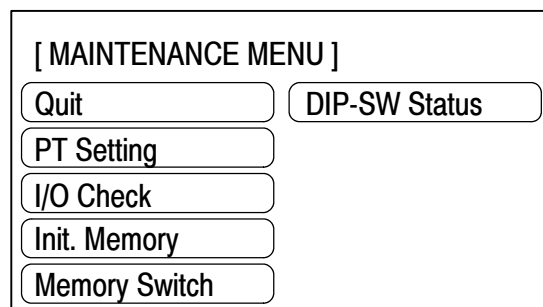 [ MAINTENANCE MENU ]
Quit
DIP-SW Status
PT Setting
I/O Check
Init. Memory
Memory Switch